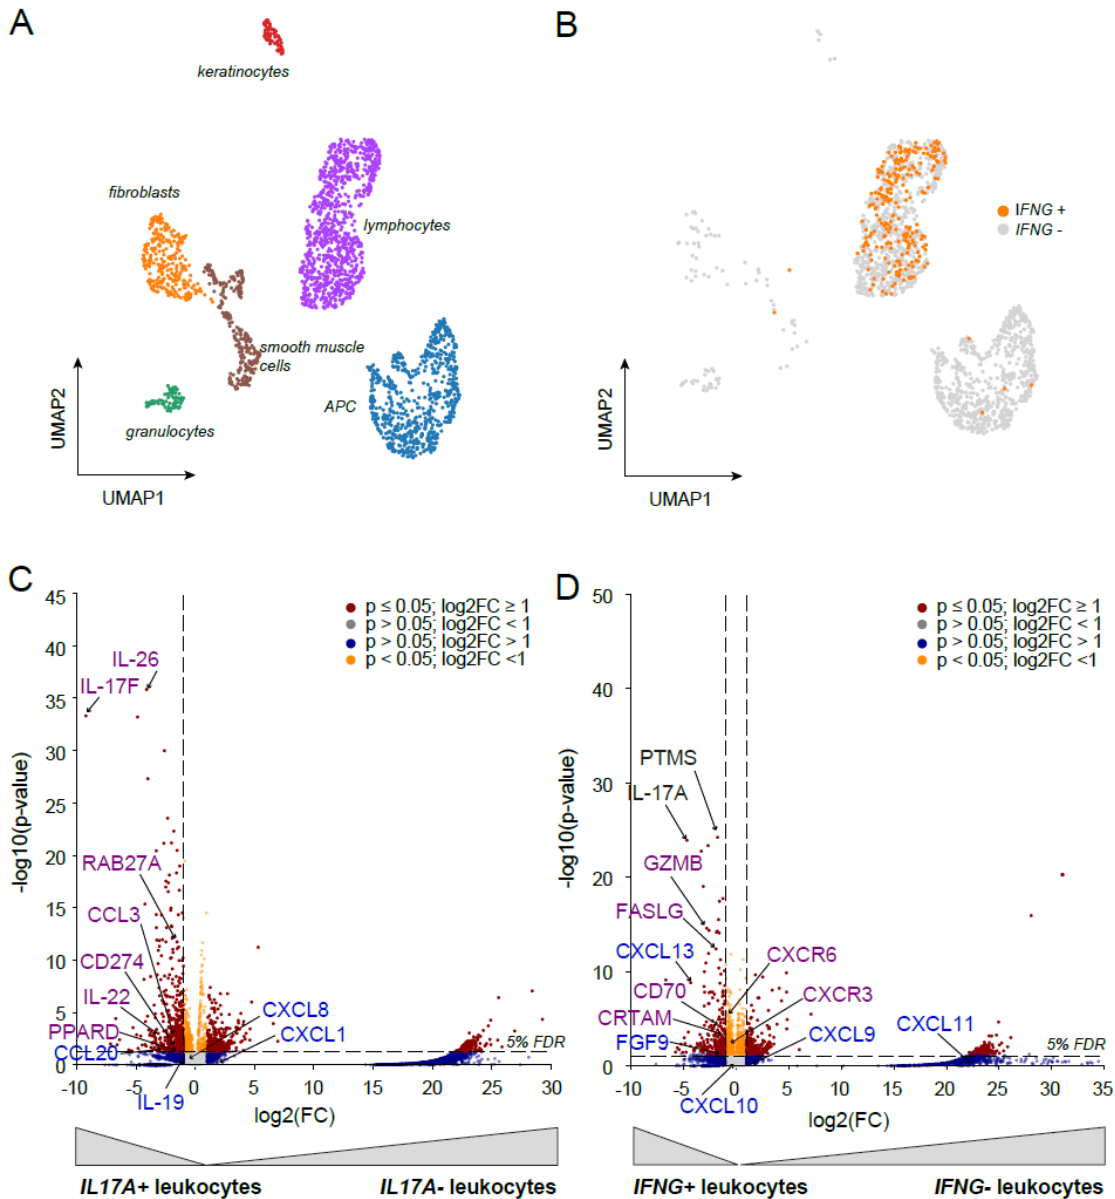 A
B
keratinocytes
fibroblasts
lymphocytes
smooth muscle
cells
APC
granulocytes
UMAP2
UMAP1
IFNG +
IFNG -
UMAP2
UMAP1
C
45
40
35
30
25
20
15
10
5
0
-log10(p-value)
p ≤ 0.05; log2FC ≥ 1
p > 0.05; log2FC < 1
p > 0.05; log2FC > 1
p < 0.05; log2FC <1
IL-26
IL-17F
RAB27A
CCL3
CD274
IL-22
PPARD
CCL20
IL-19
CXCL8
CXCL1
5% FDR
-10
-5
0
5
10
15
20
25
30
log2(FC)
IL17A+ leukocytes
IL17A- leukocytes
D
50
40
30
20
10
0
-log10(p-value)
p ≤ 0.05; log2FC ≥ 1
p > 0.05; log2FC < 1
p > 0.05; log2FC > 1
p < 0.05; log2FC <1
PTMS
IL-17A
GZMB
FASLG
CXCL13
CD70
CRTAM
FGF9
CXCL10
CXCR6
CXCR3
CXCL9
CXCL11
5% FDR
-10
-5
0
5
10
15
20
25
30
35
log2(FC)
IFNG+ leukocytes
IFNG- leukocytes